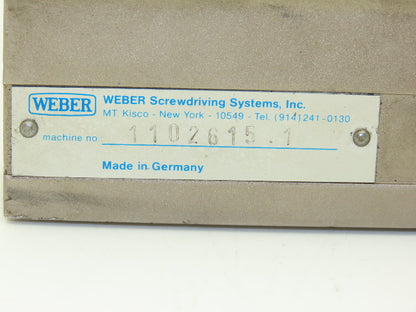 WEBER
WEBER Screwdriving Systems, Inc.
MT. Kisco - New York - 10549 - Tel. (914)241-0130
machine no. 1102615.1
Made in Germany